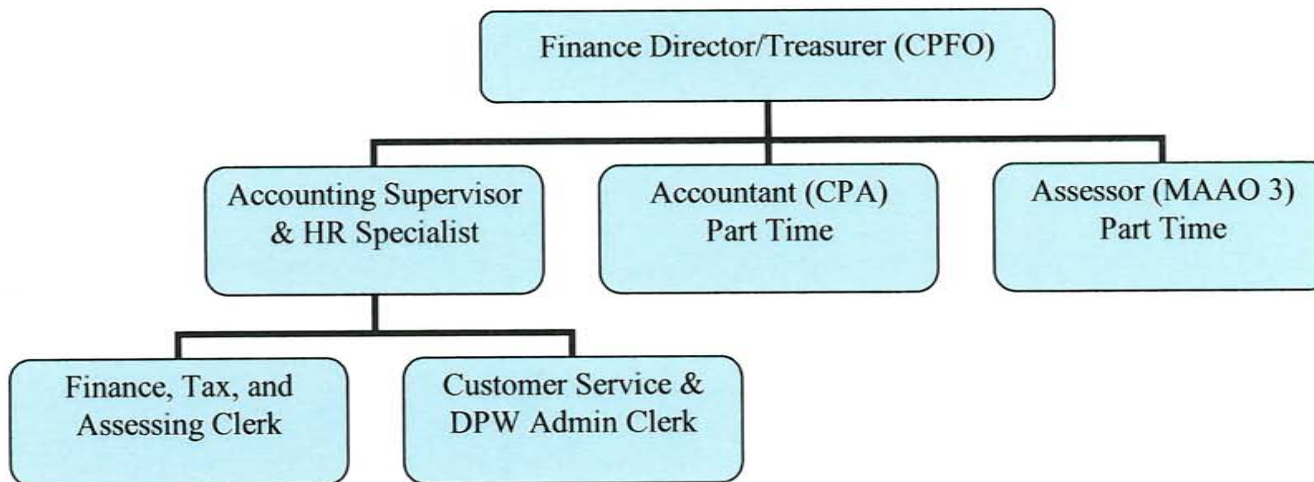 Finance Director/Treasurer (CPFO)
Accounting Supervisor
& HR Specialist
Accountant (CPA)
Part Time
Assessor (MAAO 3)
Part Time
Finance, Tax, and
Assessing Clerk
Customer Service &
DPW Admin Clerk